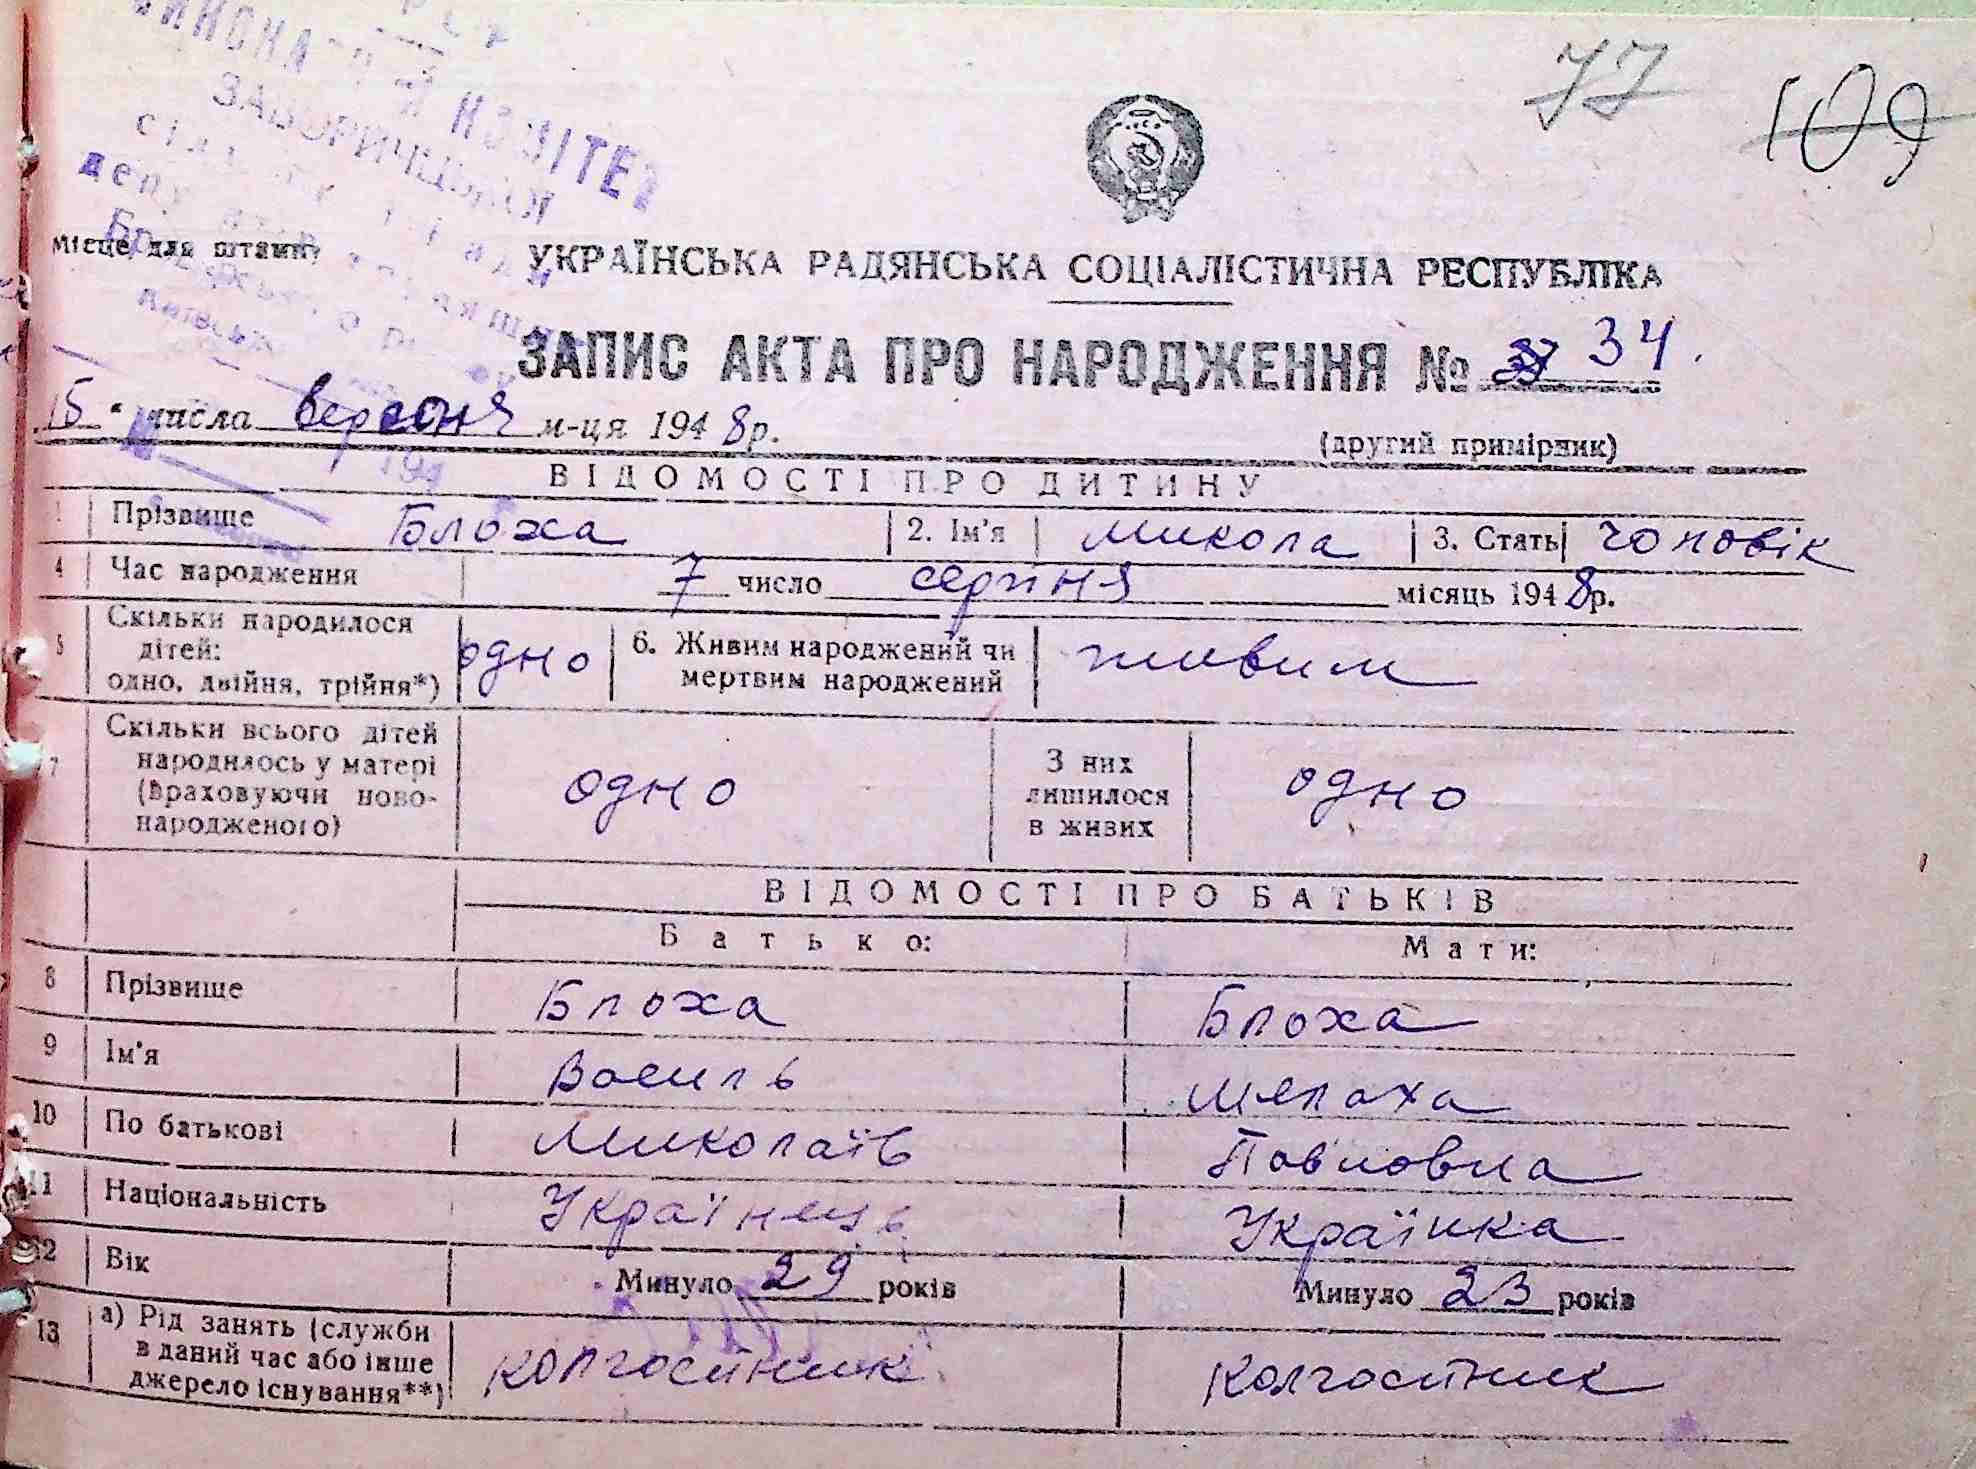 77 109
ЗАВОРИЧСЬКОЇ
Місце для штампу
УКРАЇНСЬКА РАДЯНСЬКА СОЦІАЛІСТИЧНА РЕСПУБЛІКА
ЗАПИС АКТА ПРО НАРОДЖЕННЯ № 34.
15 " числа вересня м-ця 1948р.
(другий примірник)
ВІДОМОСТІ ПРО ДИТИНУ
1 Прізвище Блоха 2. Ім'я Микола 3. Стать чоловік
4 Час народження 7 число серпня місяць 1948р.
5 Скільки народилося дітей: одно, двійня, трійня*) одно 6. Живим народжений чи мертвим народжений живим
7 Скільки всього дітей народилось у матері (враховуючи ново-народженого) одно З них лишилося в живих одно
ВІДОМОСТІ ПРО БАТЬКІВ
Батько: Мати:
8 Прізвище Блоха Блоха
9 Ім'я Василь Мелаха
10 По батькові Миколаїв Павловна
11 Національність Українець Українка
12 Вік Минуло 29 років Минуло 23 років
13 а) Рід занять (служби в даний час або інше джерело існування**) колгоспник колгоспник